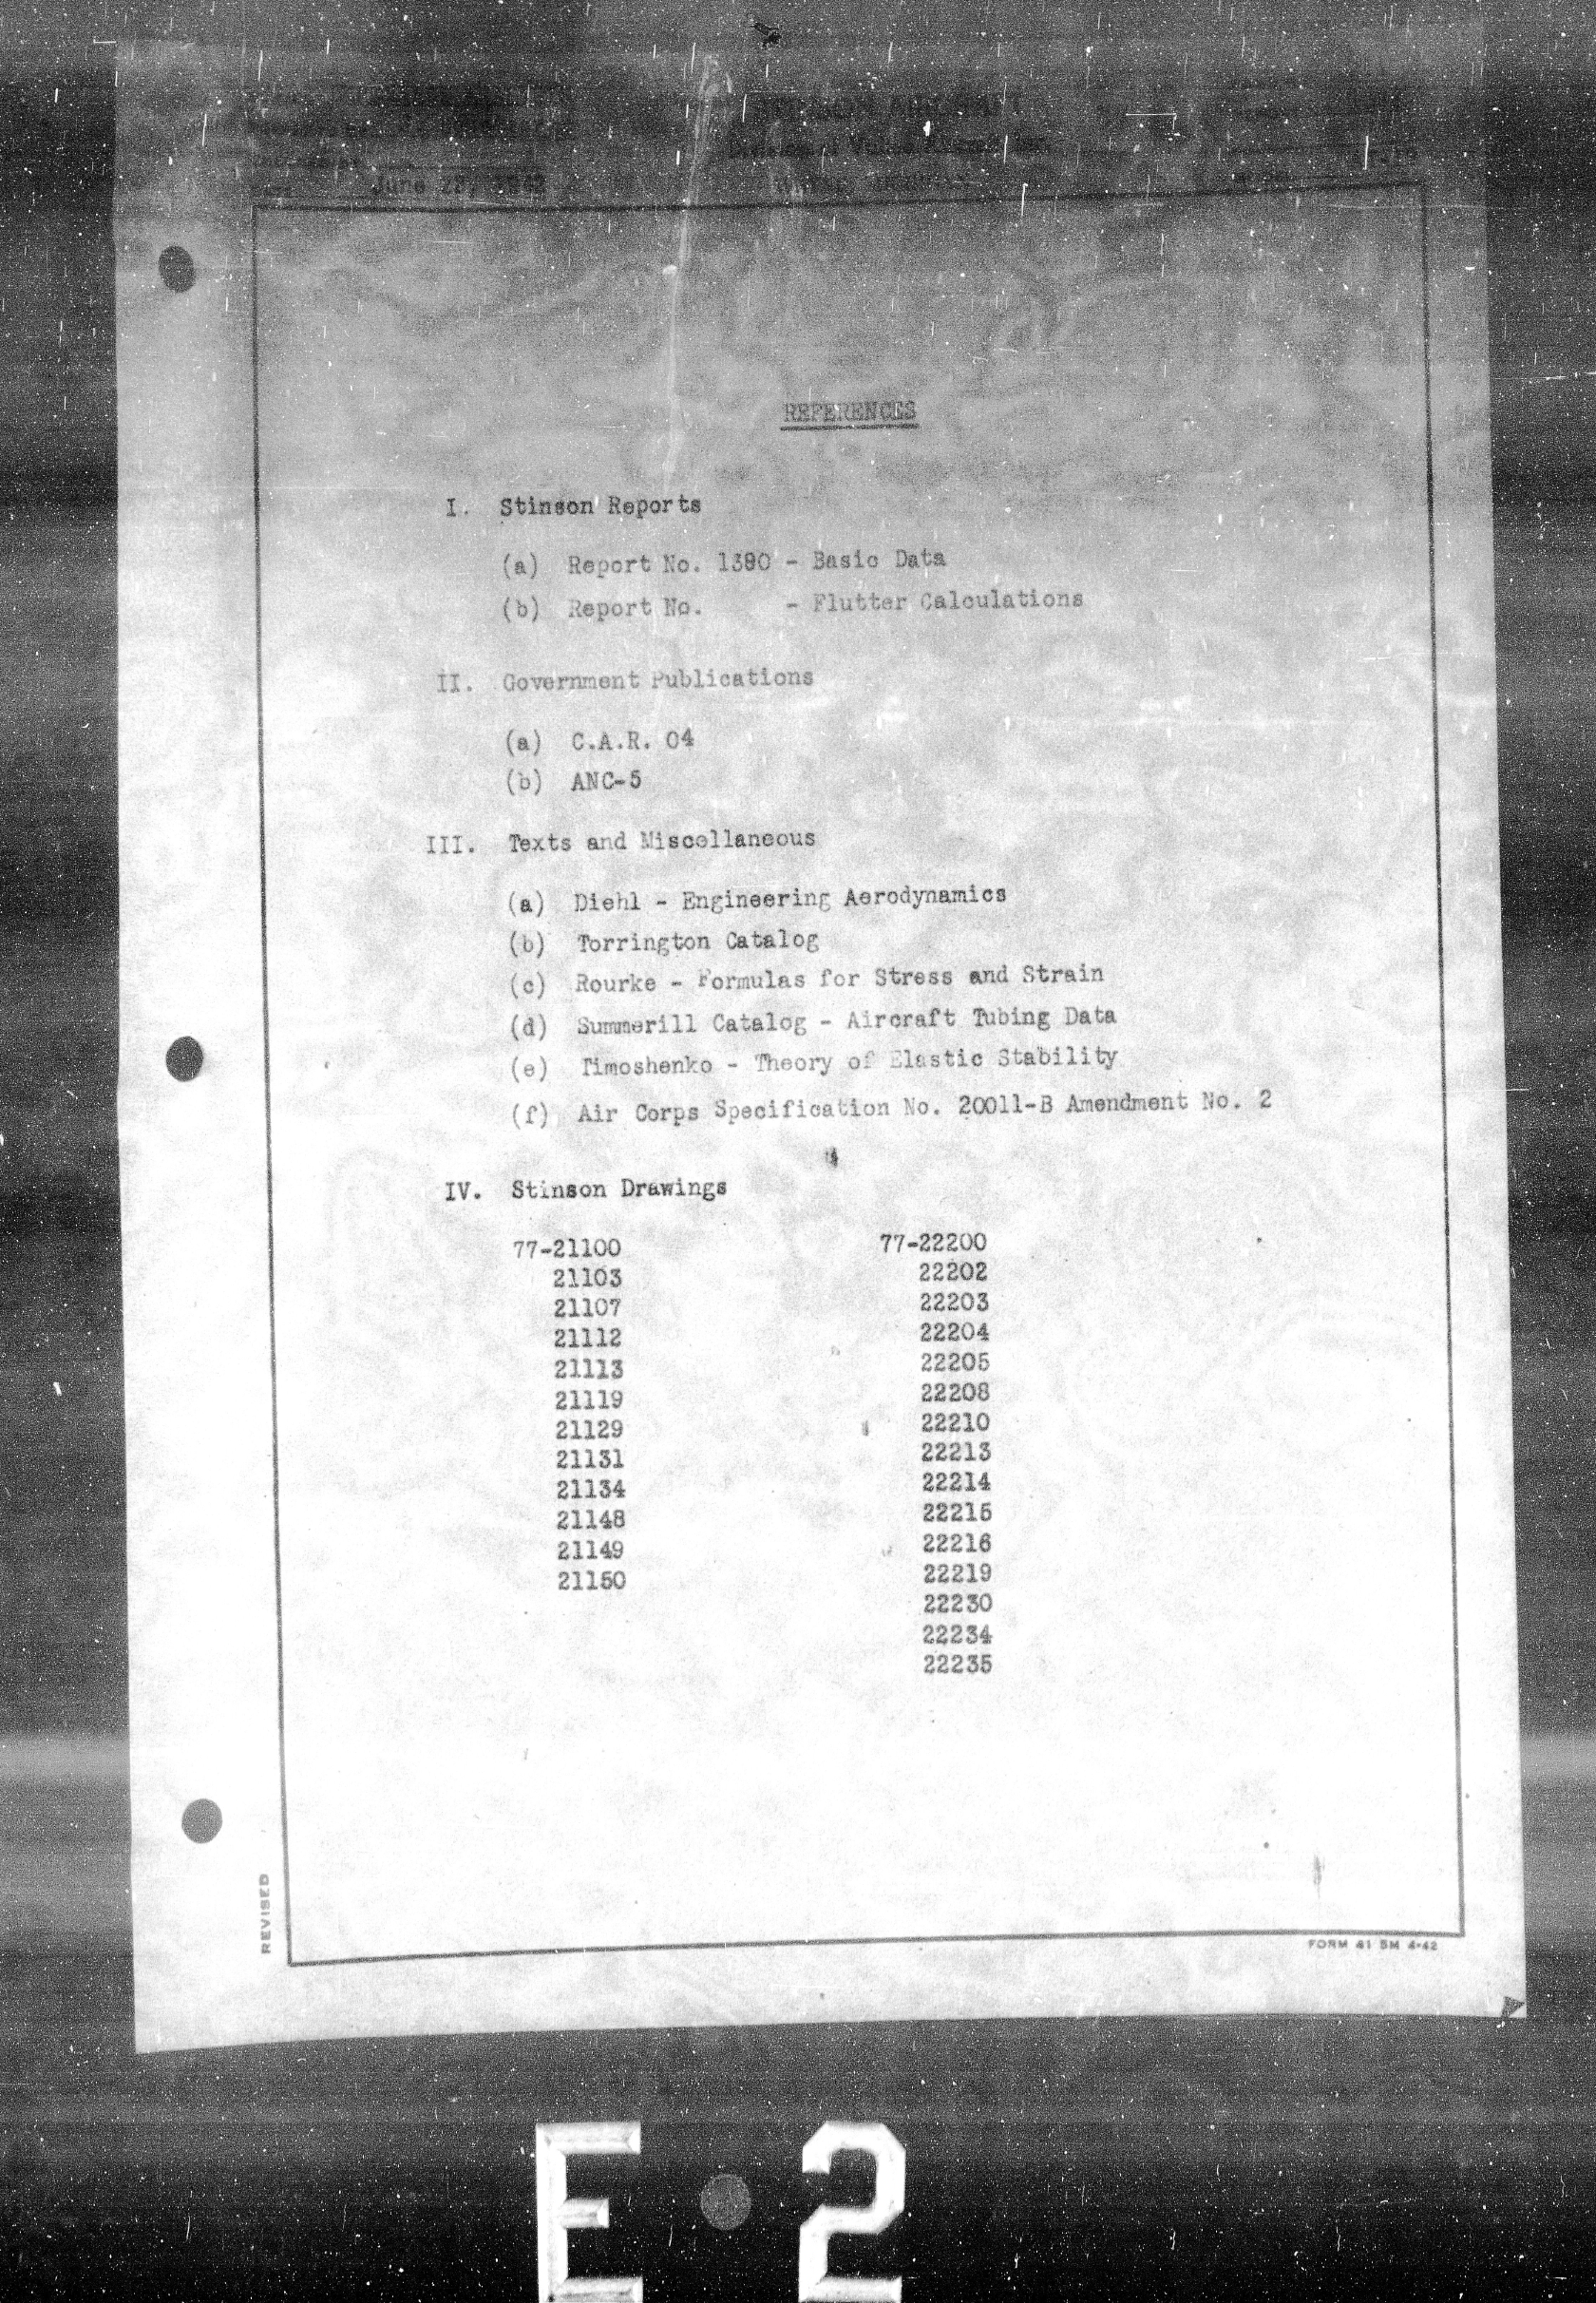 June 22, 1942
REFERENCES
I. Stinson Reports
(a) Report No. 1390 - Basic Data
(b) Report No. - Flutter Calculations
II. Government Publications
(a) C.A.R. 04
(b) ANC-5
III. Texts and Miscellaneous
(a) Diehl - Engineering Aerodynamics
(b) Torrington Catalog
(c) Rourke - Formulas for Stress and Strain
(d) Summerill Catalog - Aircraft Tubing Data
(e) Timoshenko - Theory of Elastic Stability
(f) Air Corps Specification No. 20011-B Amendment No. 2
IV. Stinson Drawings
77-21100 77-22200
21103 22202
21107 22203
21112 22204
21113 22205
21119 22208
21129 22210
21131 22213
21134 22214
21148 22215
21149 22216
21150 22219
22230
22234
22235
REVISED
FORM 41 5M 4-42
E 2